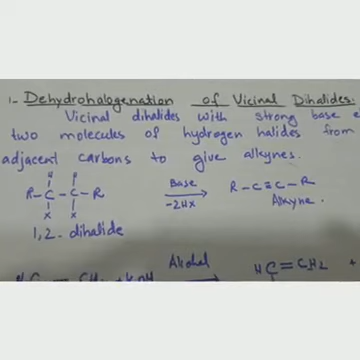 1- Dehydrohalogenation of Vicinal Dihalides:
Vicinal dihalides with strong base e
two molecules of hydrogen halides from
adjacent carbons to give alkynes.
R-C-C-R Base -2HX R-C≡C-R
X X Alkyne.
1,2-dihalide
Alcohol HC=CH2 +